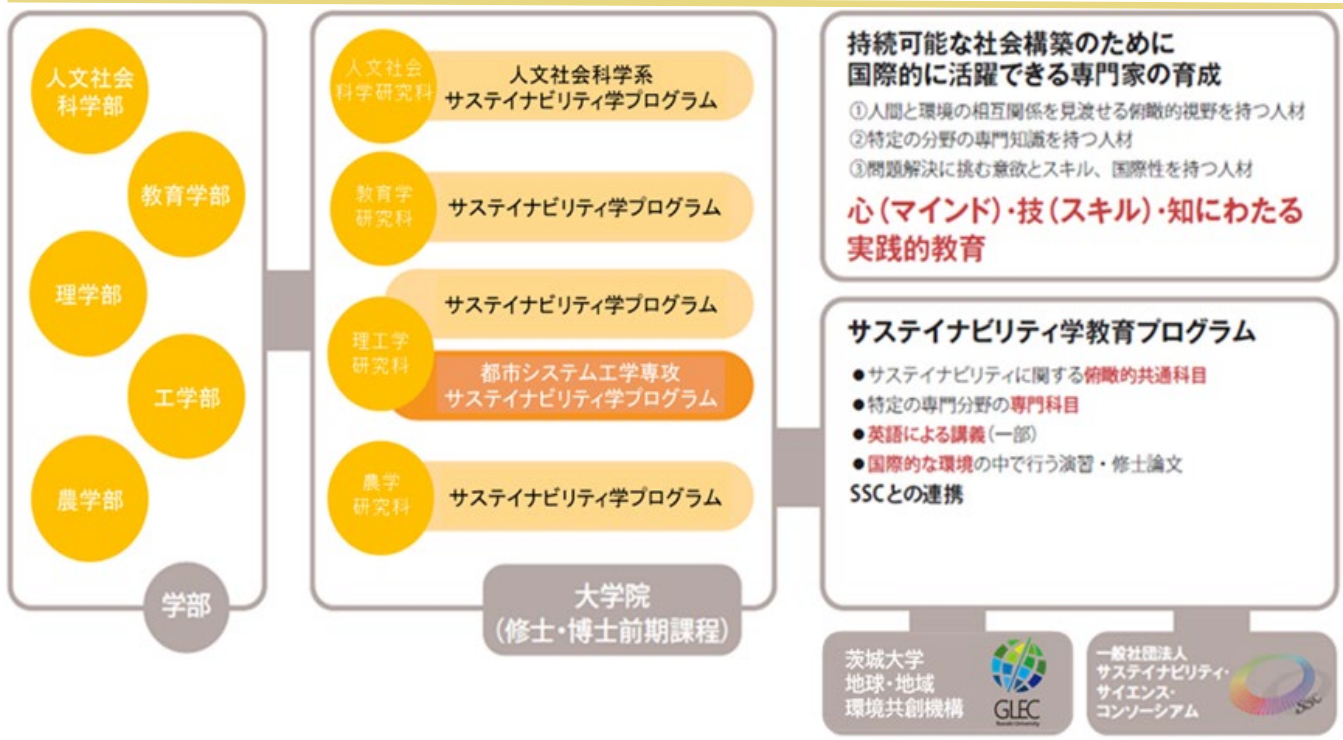 人文社会
科学部
教育学部
理学部
工学部
農学部
学部
人文社会
科学研究科
人文社会科学系
サステイナビリティ学プログラム
教育学
研究科
サステイナビリティ学プログラム
サステイナビリティ学プログラム
理工学
研究科
都市システム工学専攻
サステイナビリティ学プログラム
農学
研究科
サステイナビリティ学プログラム
大学院
(修士・博士前期課程)
持続可能な社会構築のために
国際的に活躍できる専門家の育成
①人間と環境の相互関係を見渡せる俯瞰的視野を持つ人材
②特定の分野の専門知識を持つ人材
③問題解決に挑む意欲とスキル、国際性を持つ人材
心(マインド)・技(スキル)・知にわたる
実践的教育
サステイナビリティ学教育プログラム
●サステイナビリティに関する俯瞰的共通科目
●特定の専門分野の専門科目
●英語による講義(一部)
●国際的な環境の中で行う演習・修士論文
SSCとの連携
茨城大学
地球・地域
環境共創機構
GLEC
Ibaraki University
一般社団法人
サステイナビリティ・
サイエンス・
コンソーシアム
SSC